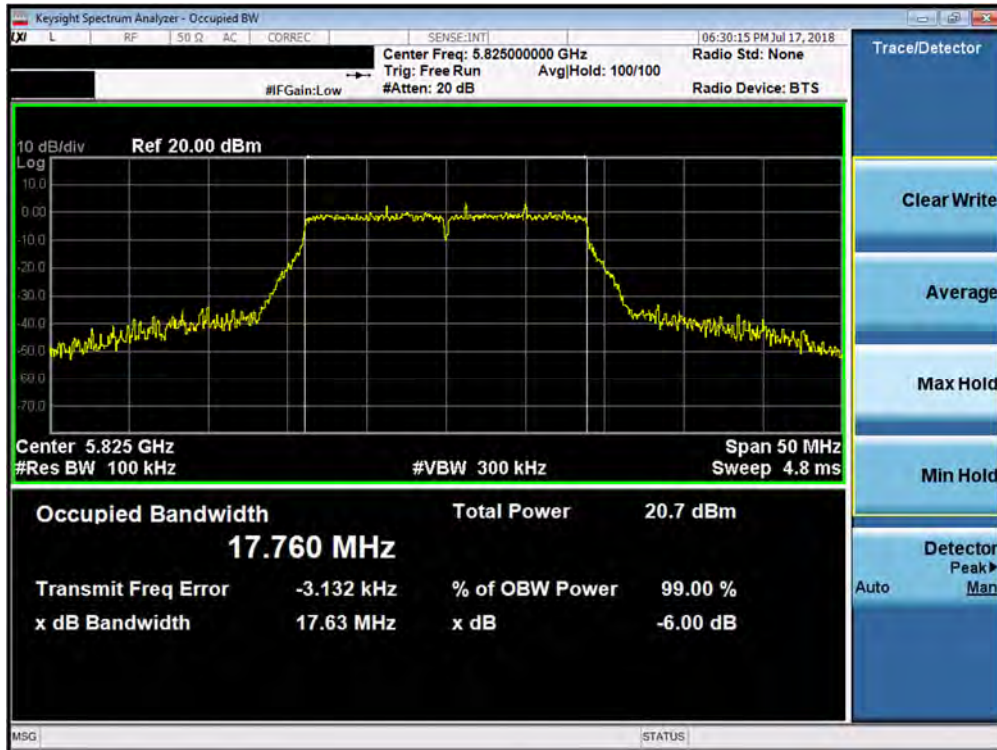 Keysight Spectrum Analyzer - Occupied BW
LXI L RF 50 Ω AC CORREC SENSE:INT 06:30:15 PM Jul 17, 2018
Center Freq: 5.825000000 GHz Radio Std: None
Trig: Free Run Avg|Hold: 100/100
#IFGain:Low #Atten: 20 dB Radio Device: BTS
Trace/Detector
10 dB/div Ref 20.00 dBm
Log
10.0
0.00
-10.0
-20.0
-30.0
-40.0
-50.0
-60.0
-70.0
Center 5.825 GHz Span 50 MHz
#Res BW 100 kHz #VBW 300 kHz Sweep 4.8 ms
Occupied Bandwidth Total Power 20.7 dBm
17.760 MHz
Transmit Freq Error -3.132 kHz % of OBW Power 99.00 %
x dB Bandwidth 17.63 MHz x dB -6.00 dB
Clear Write
Average
Max Hold
Min Hold
Detector
Peak▶
Auto Man
MSG STATUS